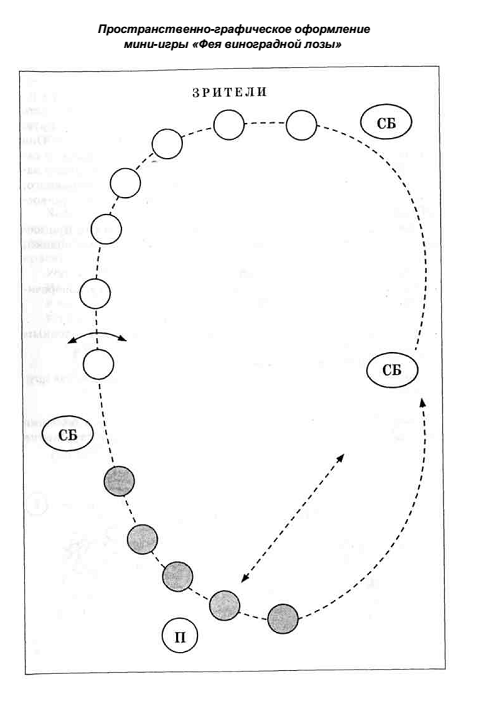 Пространственно-графическое оформление
мини-игры «Фея виноградной лозы»
ЗРИТЕЛИ
СБ
СБ
СБ
П